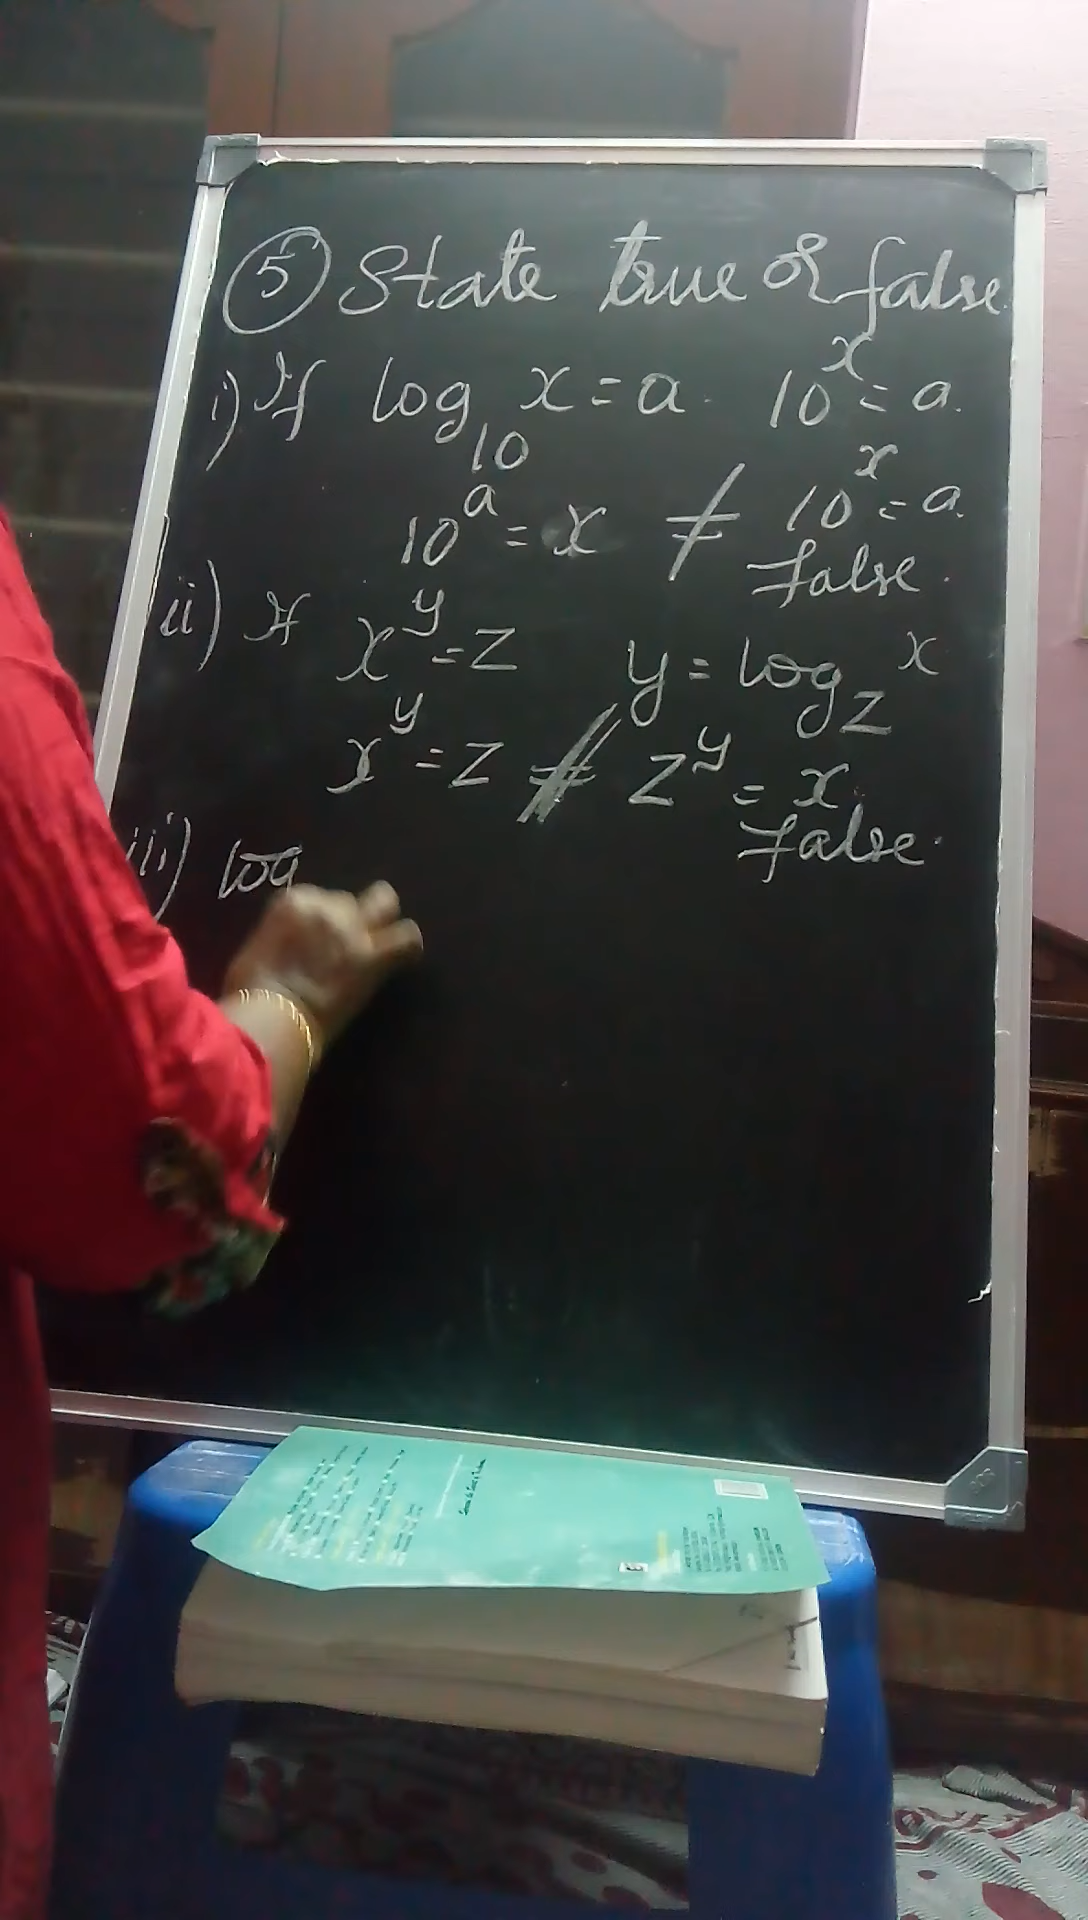 ⑤ State true or false
i) If log₁₀ x = a. 10ˣ = a.
10ᵃ = x ≠ 10ˣ = a.
False.
ii) If xʸ = z y = log_z x
xʸ = z ≠ zʸ = x.
False.
iii) log